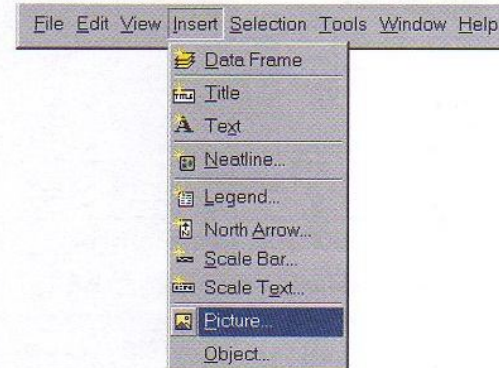 File Edit View Insert Selection Tools Window Help
Data Frame
Title
Text
Neatline...
Legend...
North Arrow...
Scale Bar...
Scale Text...
Picture...
Object...